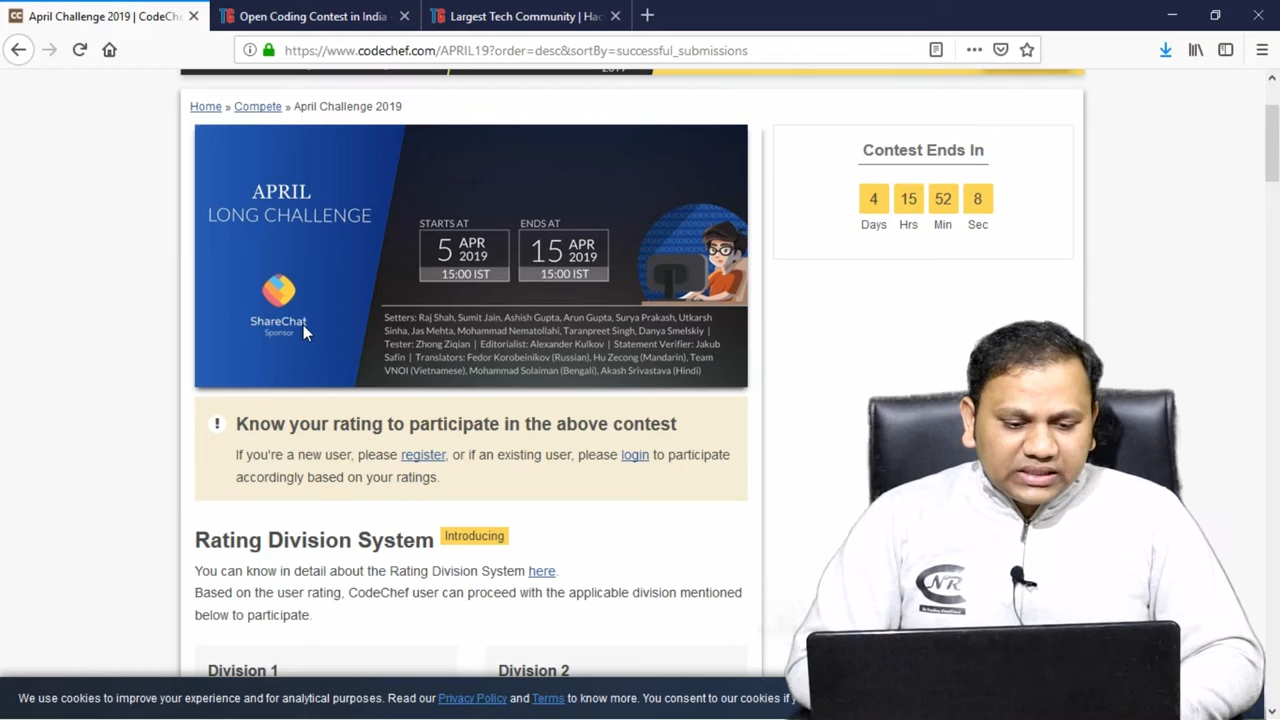 April Challenge 2019 | CodeChe
Open Coding Contest in India
Largest Tech Community | Hac
https://www.codechef.com/APRIL19?order=desc&sortBy=successful_submissions
2019
Home » Compete » April Challenge 2019
APRIL
LONG CHALLENGE
ShareChat
Sponsor
STARTS AT
5 APR 2019
15:00 IST
ENDS AT
15 APR 2019
15:00 IST
Setters: Raj Shah, Sumit Jain, Ashish Gupta, Arun Gupta, Surya Prakash, Utkarsh
Sinha, Jas Mehta, Mohammad Nematollahi, Taranpreet Singh, Danya Smelskiy |
Tester: Zhong Ziqian | Editorialist: Alexander Kulkov | Statement Verifier: Jakub
Safin | Translators: Fedor Korobeinikov (Russian), Hu Zecong (Mandarin), Team
VNOI (Vietnamese), Mohammad Solaiman (Bengali), Akash Srivastava (Hindi)
Contest Ends In
4 15 52 8
Days Hrs Min Sec
! Know your rating to participate in the above contest
If you're a new user, please register, or if an existing user, please login to participate
accordingly based on your ratings.
Rating Division System Introducing
You can know in detail about the Rating Division System here.
Based on the user rating, CodeChef user can proceed with the applicable division mentioned
below to participate.
Division 1
Division 2
We use cookies to improve your experience and for analytical purposes. Read our Privacy Policy and Terms to know more. You consent to our cookies if
NR